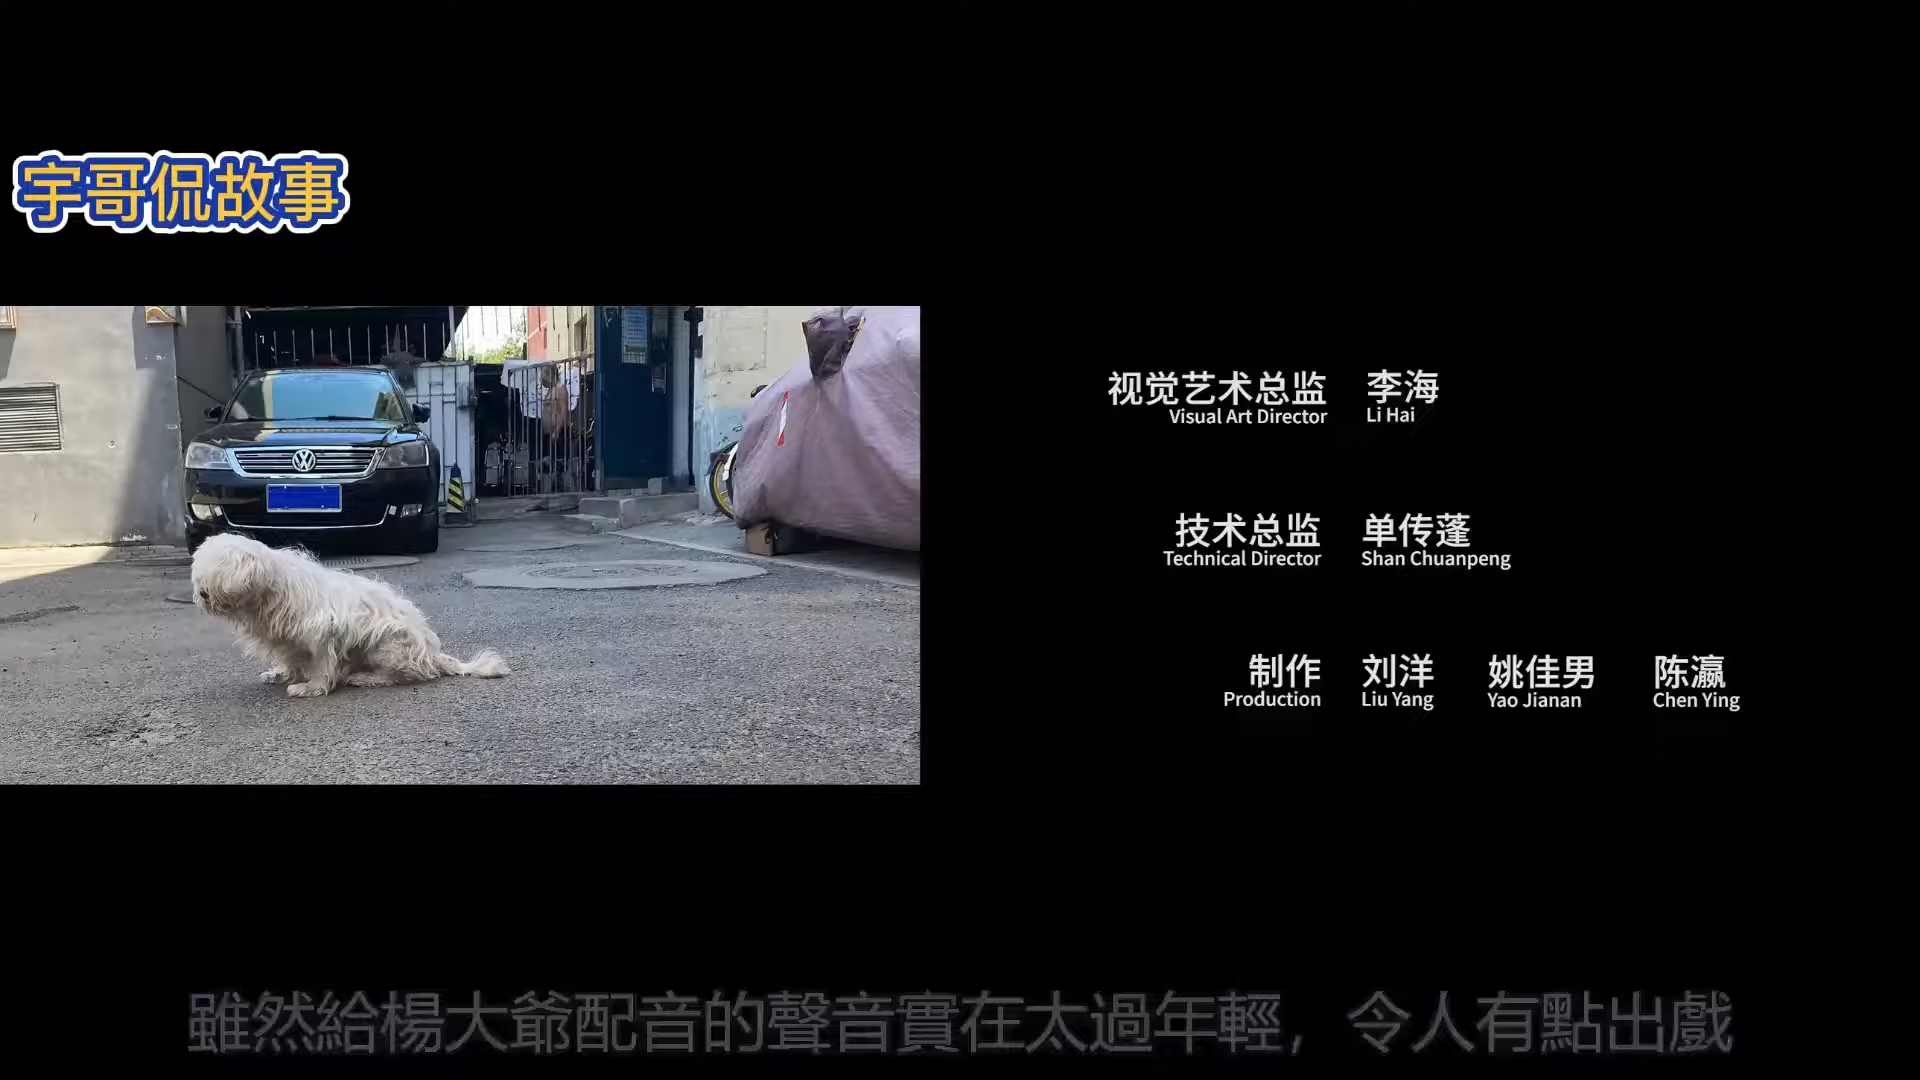 宇哥侃故事
视觉艺术总监 李海
Visual Art Director Li Hai
技术总监 单传蓬
Technical Director Shan Chuanpeng
制作 刘洋 姚佳男 陈瀛
Production Liu Yang Yao Jianan Chen Ying
雖然給楊大爺配音的聲音實在太過年輕，令人有點出戲